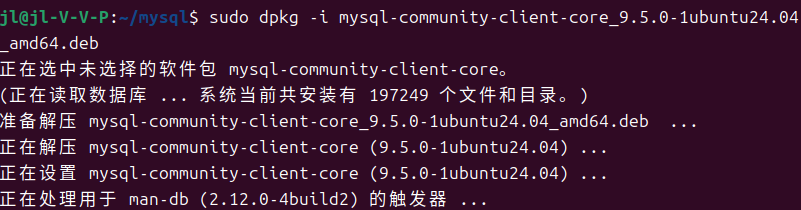 jl@jl-V-V-P:~/mysql$ sudo dpkg -i mysql-community-client-core_9.5.0-1ubuntu24.04
_amd64.deb
正在选中未选择的软件包 mysql-community-client-core。
(正在读取数据库 ... 系统当前共安装有 197249 个文件和目录。)
准备解压 mysql-community-client-core_9.5.0-1ubuntu24.04_amd64.deb  ...
正在解压 mysql-community-client-core (9.5.0-1ubuntu24.04) ...
正在设置 mysql-community-client-core (9.5.0-1ubuntu24.04) ...
正在处理用于 man-db (2.12.0-4build2) 的触发器 ...